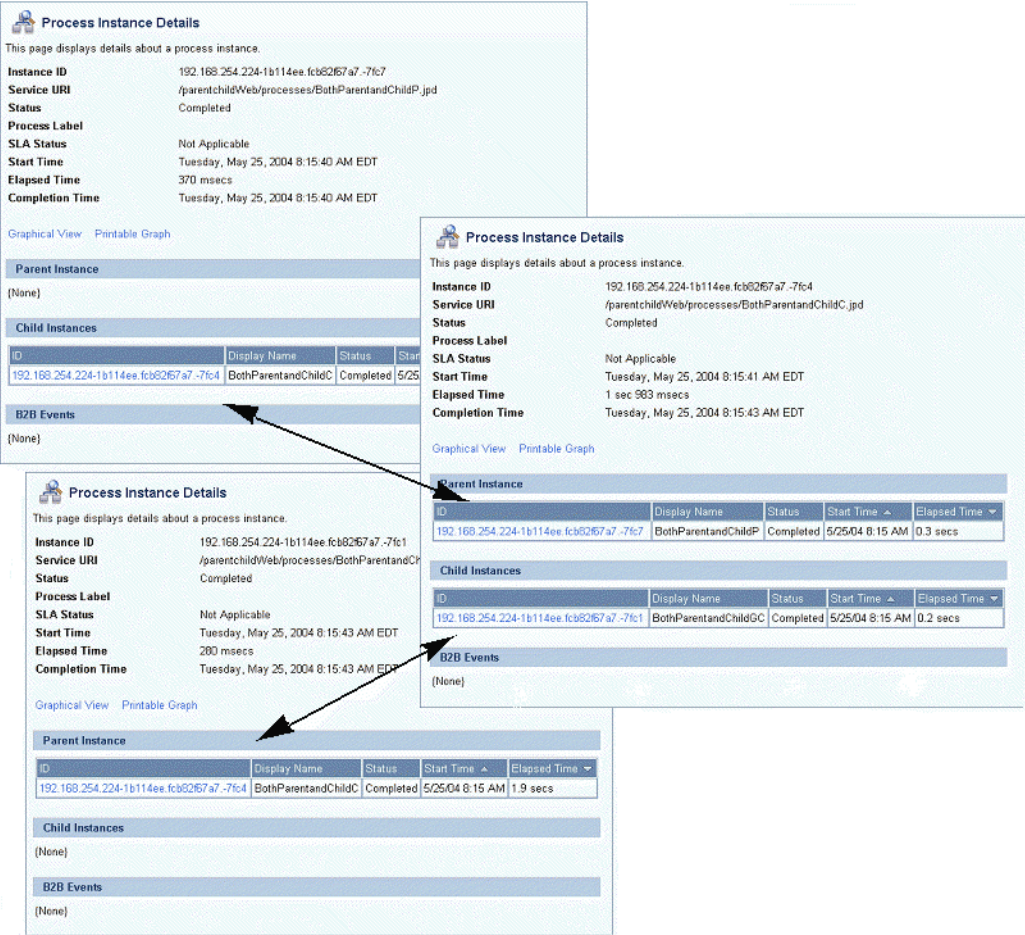 Process Instance Details
This page displays details about a process instance.
Instance ID 192.168.254.224-1b114ee.fcb82f67a7.-7fc7
Service URI /parentchildWeb/processes/BothParentandChildP.jpd
Status Completed
Process Label
SLA Status Not Applicable
Start Time Tuesday, May 25, 2004 8:15:40 AM EDT
Elapsed Time 370 msecs
Completion Time Tuesday, May 25, 2004 8:15:40 AM EDT
Graphical View Printable Graph
Parent Instance
(None)
Child Instances
ID Display Name Status Star
192.168.254.224-1b114ee.fcb82f67a7.-7fc4 BothParentandChildC Completed 5/25
B2B Events
(None)
Process Instance Details
This page displays details about a process instance.
Instance ID 192.168.254.224-1b114ee.fcb82f67a7.-7fc4
Service URI /parentchildWeb/processes/BothParentandChildC.jpd
Status Completed
Process Label
SLA Status Not Applicable
Start Time Tuesday, May 25, 2004 8:15:41 AM EDT
Elapsed Time 1 sec 983 msecs
Completion Time Tuesday, May 25, 2004 8:15:43 AM EDT
Graphical View Printable Graph
Parent Instance
ID Display Name Status Start Time Elapsed Time
192.168.254.224-1b114ee.fcb82f67a7.-7fc7 BothParentandChildP Completed 5/25/04 8:15 AM 0.3 secs
Child Instances
ID Display Name Status Start Time Elapsed Time
192.168.254.224-1b114ee.fcb82f67a7.-7fc1 BothParentandChildGC Completed 5/25/04 8:15 AM 0.2 secs
B2B Events
(None)
Process Instance Details
This page displays details about a process instance.
Instance ID 192.168.254.224-1b114ee.fcb82f67a7.-7fc1
Service URI /parentchildWeb/processes/BothParentandCh
Status Completed
Process Label
SLA Status Not Applicable
Start Time Tuesday, May 25, 2004 8:15:43 AM EDT
Elapsed Time 280 msecs
Completion Time Tuesday, May 25, 2004 8:15:43 AM EDT
Graphical View Printable Graph
Parent Instance
ID Display Name Status Start Time Elapsed Time
192.168.254.224-1b114ee.fcb82f67a7.-7fc4 BothParentandChildC Completed 5/25/04 8:15 AM 1.9 secs
Child Instances
(None)
B2B Events
(None)